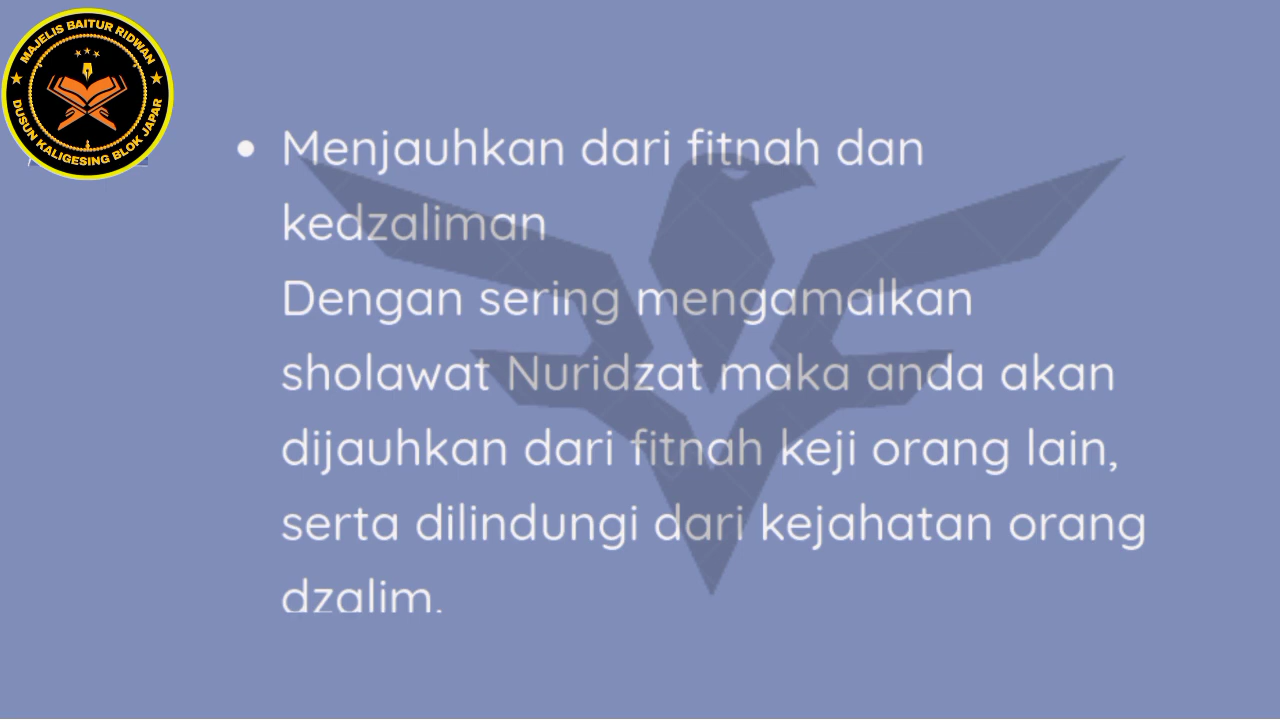 MAJELIS BAITUR RIDWAN
DUSUN KALIGESING BLOK JAPAR
• Menjauhkan dari fitnah dan
kedzaliman
Dengan sering mengamalkan
sholawat Nuridzat maka anda akan
dijauhkan dari fitnah keji orang lain,
serta dilindungi dari kejahatan orang
dzalim.